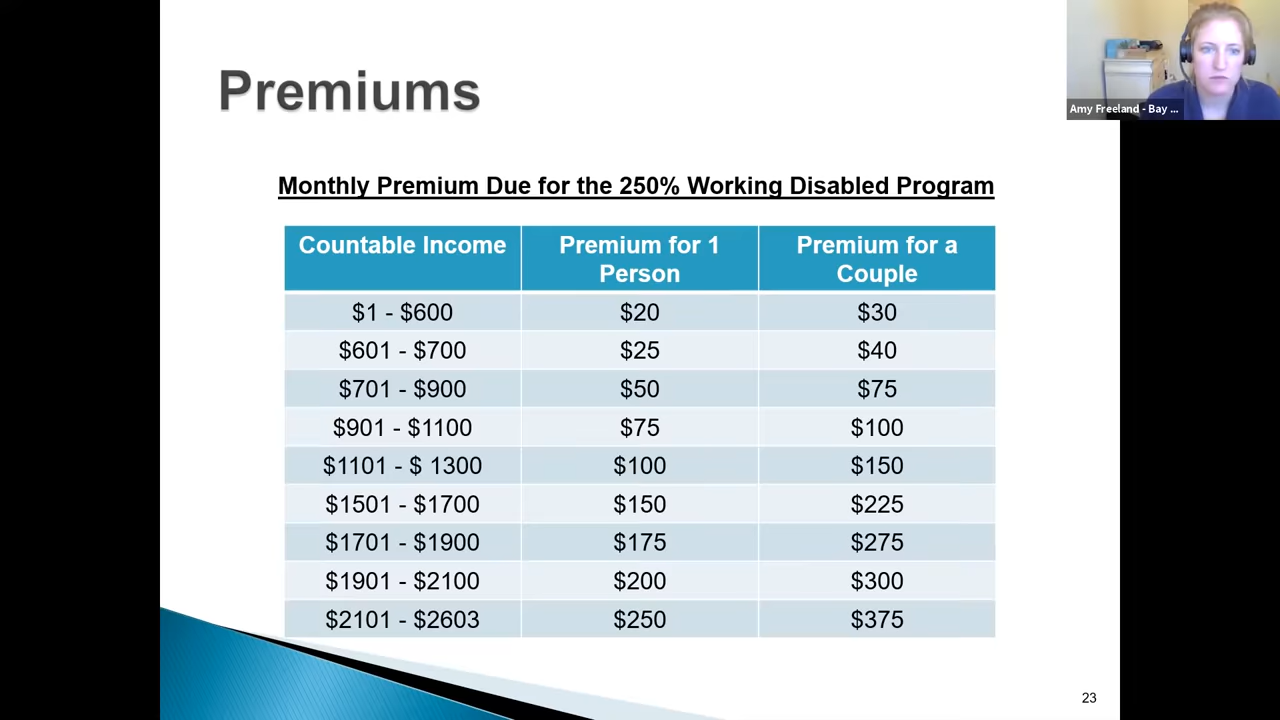 Premiums
Amy Freeland - Bay ...
Monthly Premium Due for the 250% Working Disabled Program
Countable Income Premium for 1 Person Premium for a Couple
$1 - $600 $20 $30
$601 - $700 $25 $40
$701 - $900 $50 $75
$901 - $1100 $75 $100
$1101 - $ 1300 $100 $150
$1501 - $1700 $150 $225
$1701 - $1900 $175 $275
$1901 - $2100 $200 $300
$2101 - $2603 $250 $375
23